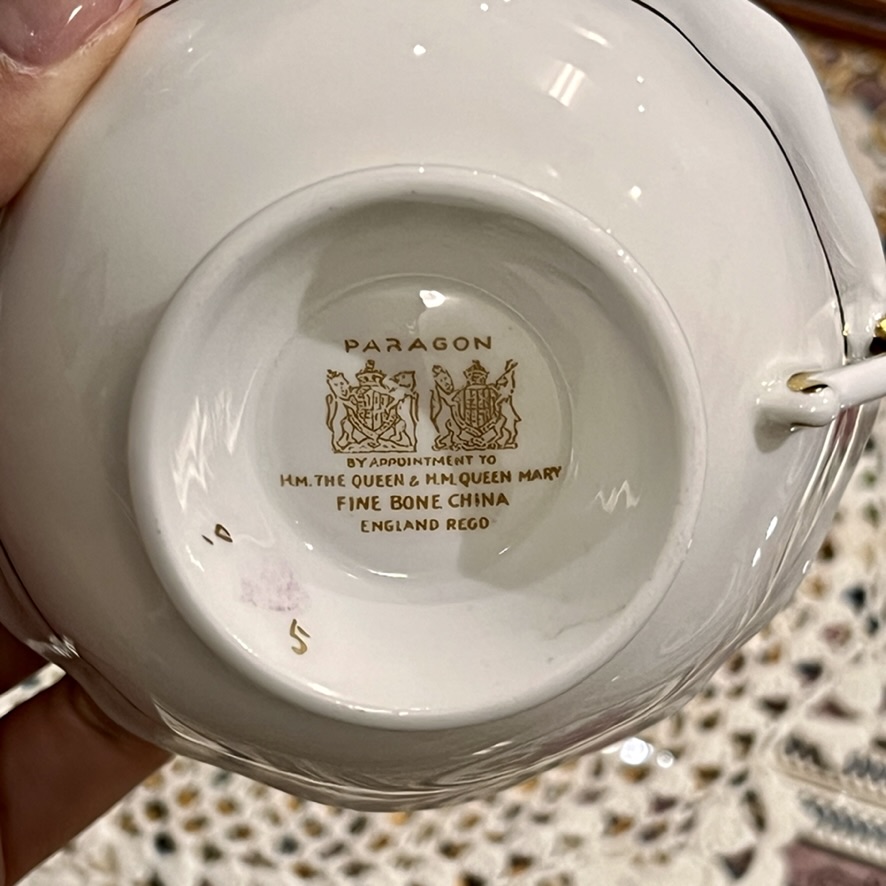 PARAGON
BY APPOINTMENT TO
H.M. THE QUEEN & H.M. QUEEN MARY
FINE BONE CHINA
ENGLAND REGD
5